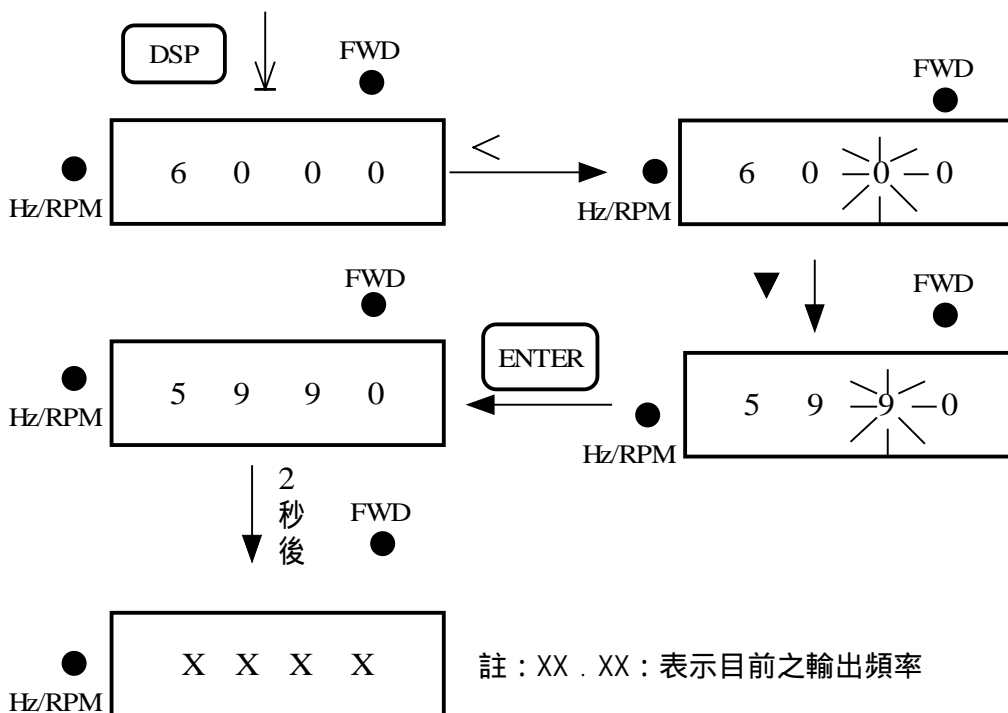 DSP
FWD
6 0 0 0
Hz/RPM
<
FWD
6 0 0 0
Hz/RPM
▼
FWD
5 9 9 0
Hz/RPM
ENTER
FWD
5 9 9 0
Hz/RPM
2
秒
後
FWD
X X X X
Hz/RPM
註：XX．XX：表示目前之輸出頻率